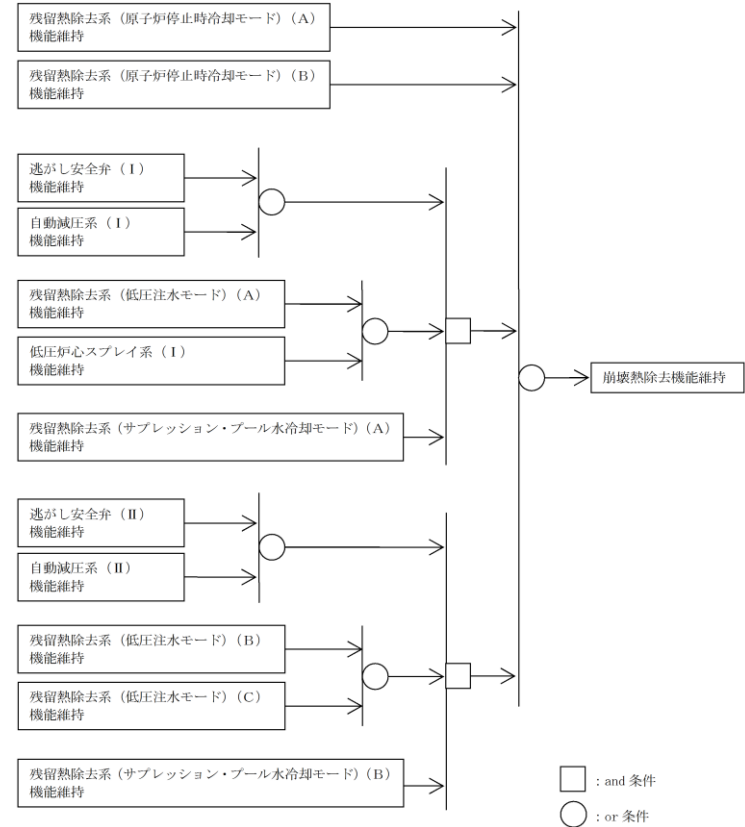 残留熱除去系（原子炉停止時冷却モード）（A）
機能維持
残留熱除去系（原子炉停止時冷却モード）（B）
機能維持
逃がし安全弁（Ⅰ）
機能維持
自動減圧系（Ⅰ）
機能維持
残留熱除去系（低圧注水モード）（A）
機能維持
低圧炉心スプレイ系（Ⅰ）
機能維持
残留熱除去系（サプレッション・プール水冷却モード）（A）
機能維持
崩壊熱除去機能維持
逃がし安全弁（Ⅱ）
機能維持
自動減圧系（Ⅱ）
機能維持
残留熱除去系（低圧注水モード）（B）
機能維持
残留熱除去系（低圧注水モード）（C）
機能維持
残留熱除去系（サプレッション・プール水冷却モード）（B）
機能維持
：and 条件
：or 条件